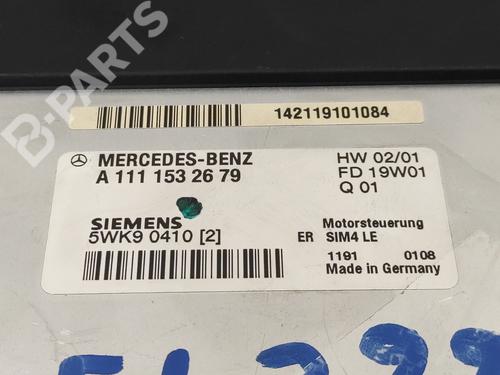 B-PARTS
142119101084
MERCEDES-BENZ HW 02/01
A 111 153 26 79 FD 19W01
Q 01
SIEMENS Motorsteuerung
5WK9 0410 [2] ER SIM4 LE
1191 0108
Made in Germany